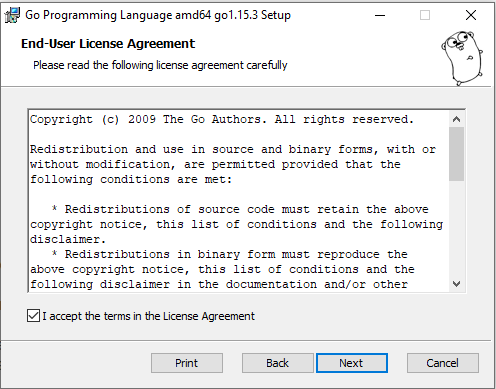 Go Programming Language amd64 go1.15.3 Setup
End-User License Agreement
Please read the following license agreement carefully
Copyright (c) 2009 The Go Authors. All rights reserved.
Redistribution and use in source and binary forms, with or
without modification, are permitted provided that the
following conditions are met:
* Redistributions of source code must retain the above
copyright notice, this list of conditions and the following
disclaimer.
* Redistributions in binary form must reproduce the
above copyright notice, this list of conditions and the
following disclaimer in the documentation and/or other
I accept the terms in the License Agreement
Print Back Next Cancel